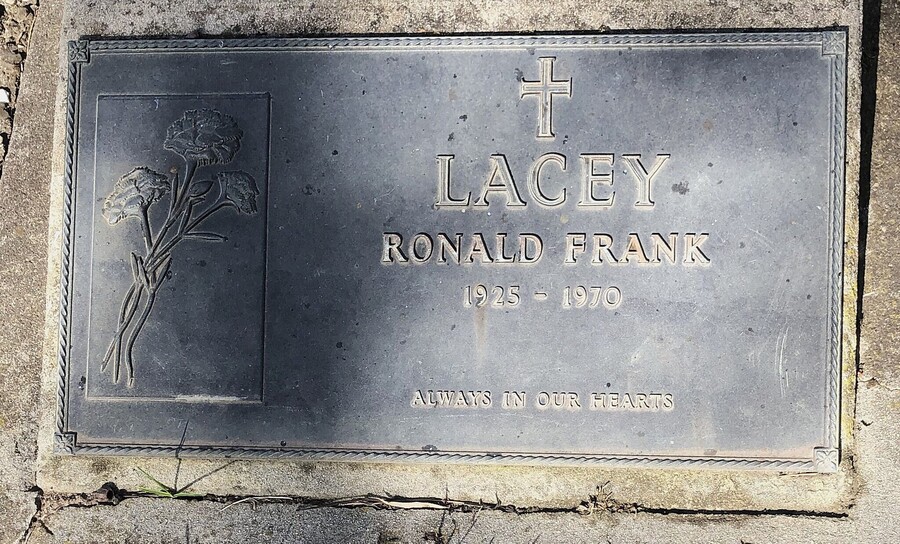 LACEY
RONALD FRANK
1925 - 1970
ALWAYS IN OUR HEARTS